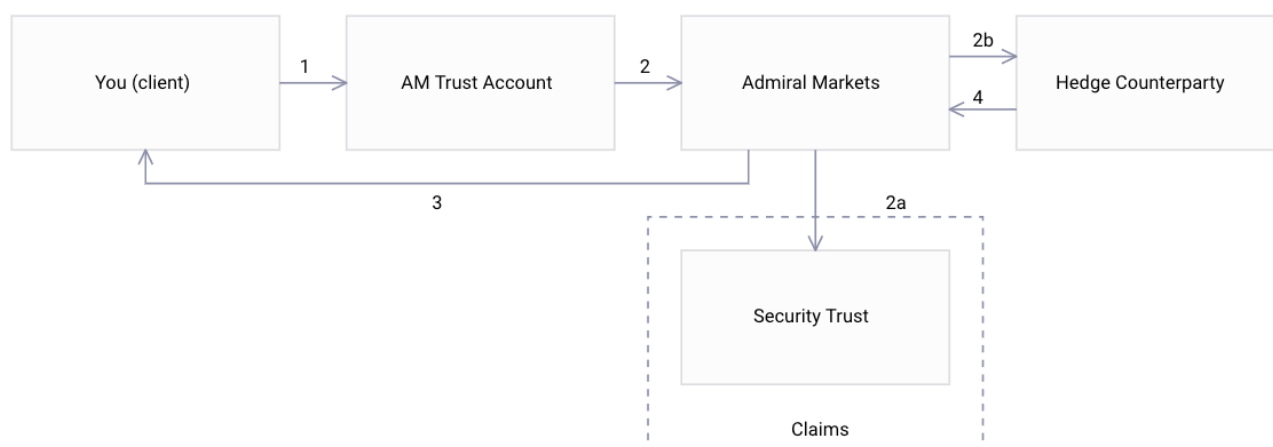 1
2
2b
You (client)
AM Trust Account
Admiral Markets
Hedge Counterparty
4
3
2a
Security Trust
Claims